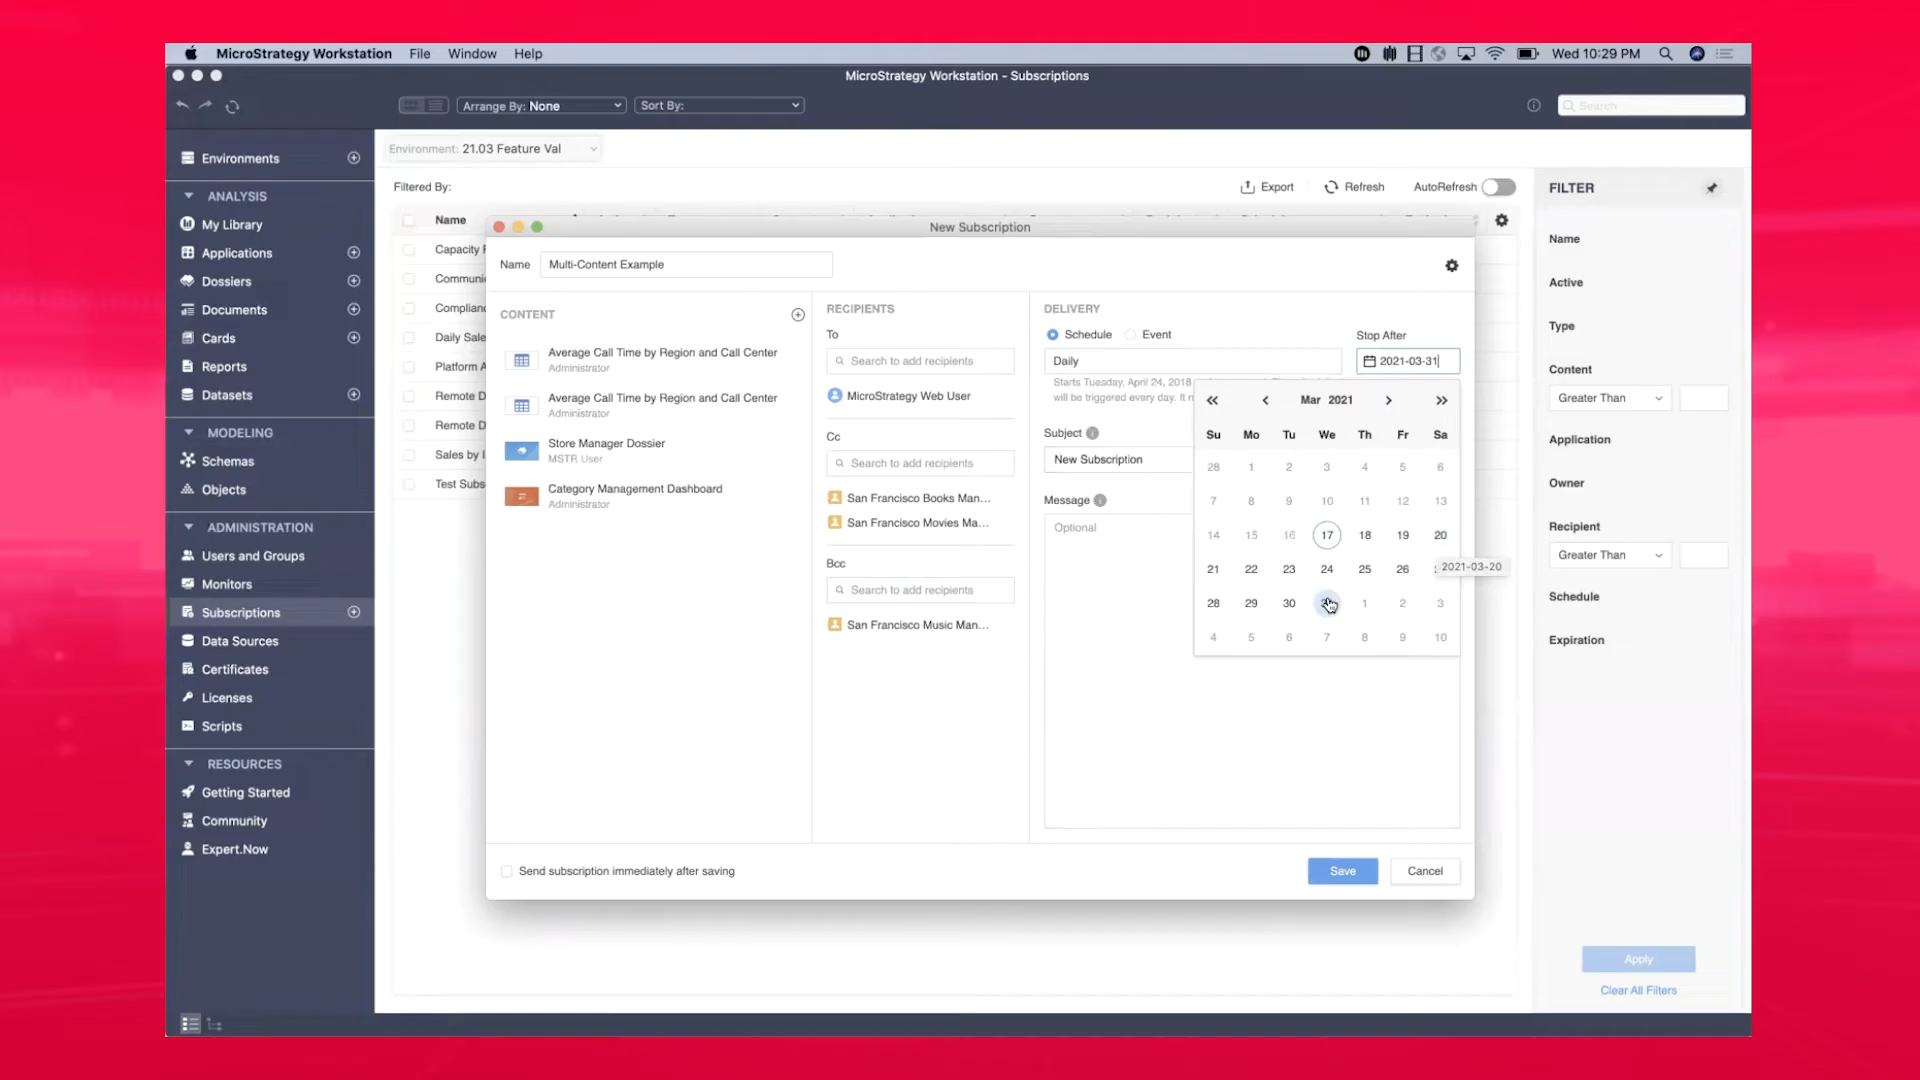 MicroStrategy Workstation File Window Help
Wed 10:29 PM
MicroStrategy Workstation - Subscriptions
Arrange By: None
Sort By:
Search
Environments
ANALYSIS
My Library
Applications
Dossiers
Documents
Cards
Reports
Datasets
MODELING
Schemas
Objects
ADMINISTRATION
Users and Groups
Monitors
Subscriptions
Data Sources
Certificates
Licenses
Scripts
RESOURCES
Getting Started
Community
Expert.Now
Environment: 21.03 Feature Val
Filtered By:
Export
Refresh
AutoRefresh
Name
Capacity
Complian
Daily Sale
Platform A
Remote D
Remote D
Sales by
Test Subs
New Subscription
Name Multi-Content Example
CONTENT
Average Call Time by Region and Call Center
Administrator
Average Call Time by Region and Call Center
Administrator
Store Manager Dossier
MSTR User
Category Management Dashboard
Administrator
RECIPIENTS
To
Search to add recipients
MicroStrategy Web User
Cc
Search to add recipients
San Francisco Books Man...
San Francisco Movies Ma...
Bcc
Search to add recipients
San Francisco Music Man...
DELIVERY
Schedule Event
Stop After
Daily
2021-03-31
Starts Tuesday, April 24, 2018
will be triggered every day. It
Subject
New Subscription
Message
Optional
Mar 2021
Su Mo Tu We Th Fr Sa
28 1 2 3 4 5 6
7 8 9 10 11 12 13
14 15 16 17 18 19 20
21 22 23 24 25 26
2021-03-20
28 29 30 1 2 3
4 5 6 7 8 9 10
Send subscription immediately after saving
Save
Cancel
FILTER
Name
Active
Type
Content
Greater Than
Application
Owner
Recipient
Greater Than
Schedule
Expiration
Apply
Clear All Filters